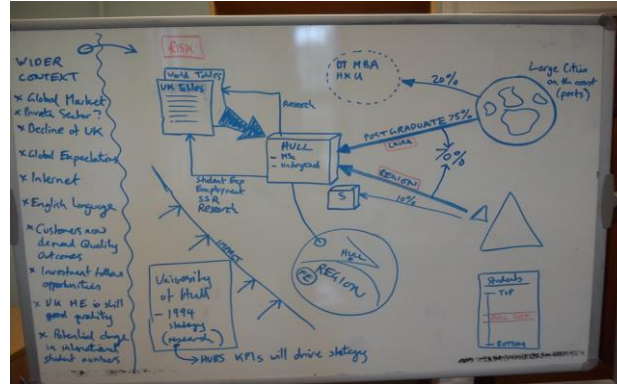 WIDER
CONTEXT
x Global Market
x Private Sector?
x Decline of UK
x Global Expectations
x Internet
x English Language
x Customers now
demand Quality
Outcomes
x Investment follows
opportunities
x UK HE is still
good quality
x Potential change
in international
student numbers
RISK
World Tables
UK Tables
Research
Student Exp
Employment
SSR
Research
IMPACT
University
of Hull
- 1994
strategy
(research)
HUBS KPIs will drive strategy
HULL
- MSc
- Undergrad
S
HULL
REGION
FE
OT MBA
HKU
20%
Large Cities
on the coast
(ports)
POSTGRADUATE 75%
CHINA
70%
REGION
10%
Students
TOP
BOTTOM